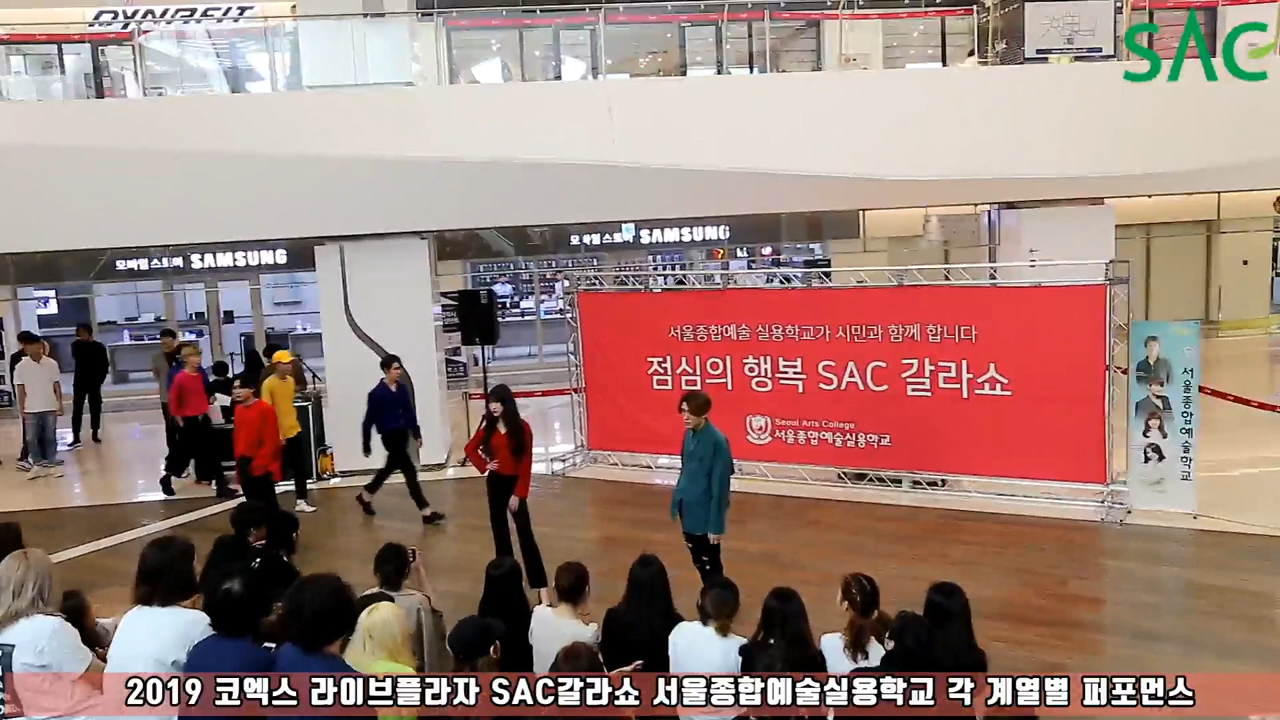 DYNAFIT
SAC
모바일 스토어 SAMSUNG
모바일 스토어 SAMSUNG
서울종합예술 실용학교가 시민과 함께 합니다
점심의 행복 SAC 갈라쇼
Seoul Arts College
서울종합예술실용학교
서울종합예술학교
2019 코엑스 라이브플라자 SAC갈라쇼 서울종합예술실용학교 각 계열별 퍼포먼스